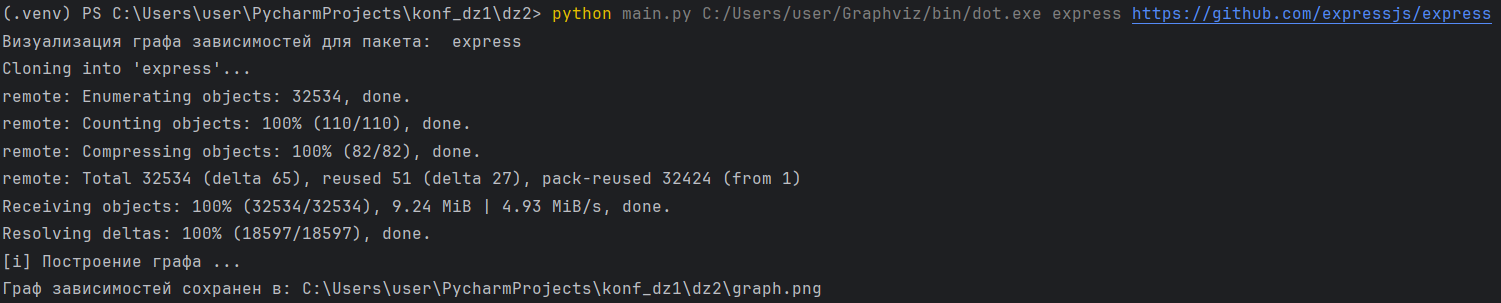 (.venv) PS C:\Users\user\PycharmProjects\konf_dz1\dz2> python main.py C:/Users/user/Graphviz/bin/dot.exe express https://github.com/expressjs/express
Визуализация графа зависимостей для пакета:  express
Cloning into 'express'...
remote: Enumerating objects: 32534, done.
remote: Counting objects: 100% (110/110), done.
remote: Compressing objects: 100% (82/82), done.
remote: Total 32534 (delta 65), reused 51 (delta 27), pack-reused 32424 (from 1)
Receiving objects: 100% (32534/32534), 9.24 MiB | 4.93 MiB/s, done.
Resolving deltas: 100% (18597/18597), done.
[i] Построение графа ...
Граф зависимостей сохранен в: C:\Users\user\PycharmProjects\konf_dz1\dz2\graph.png